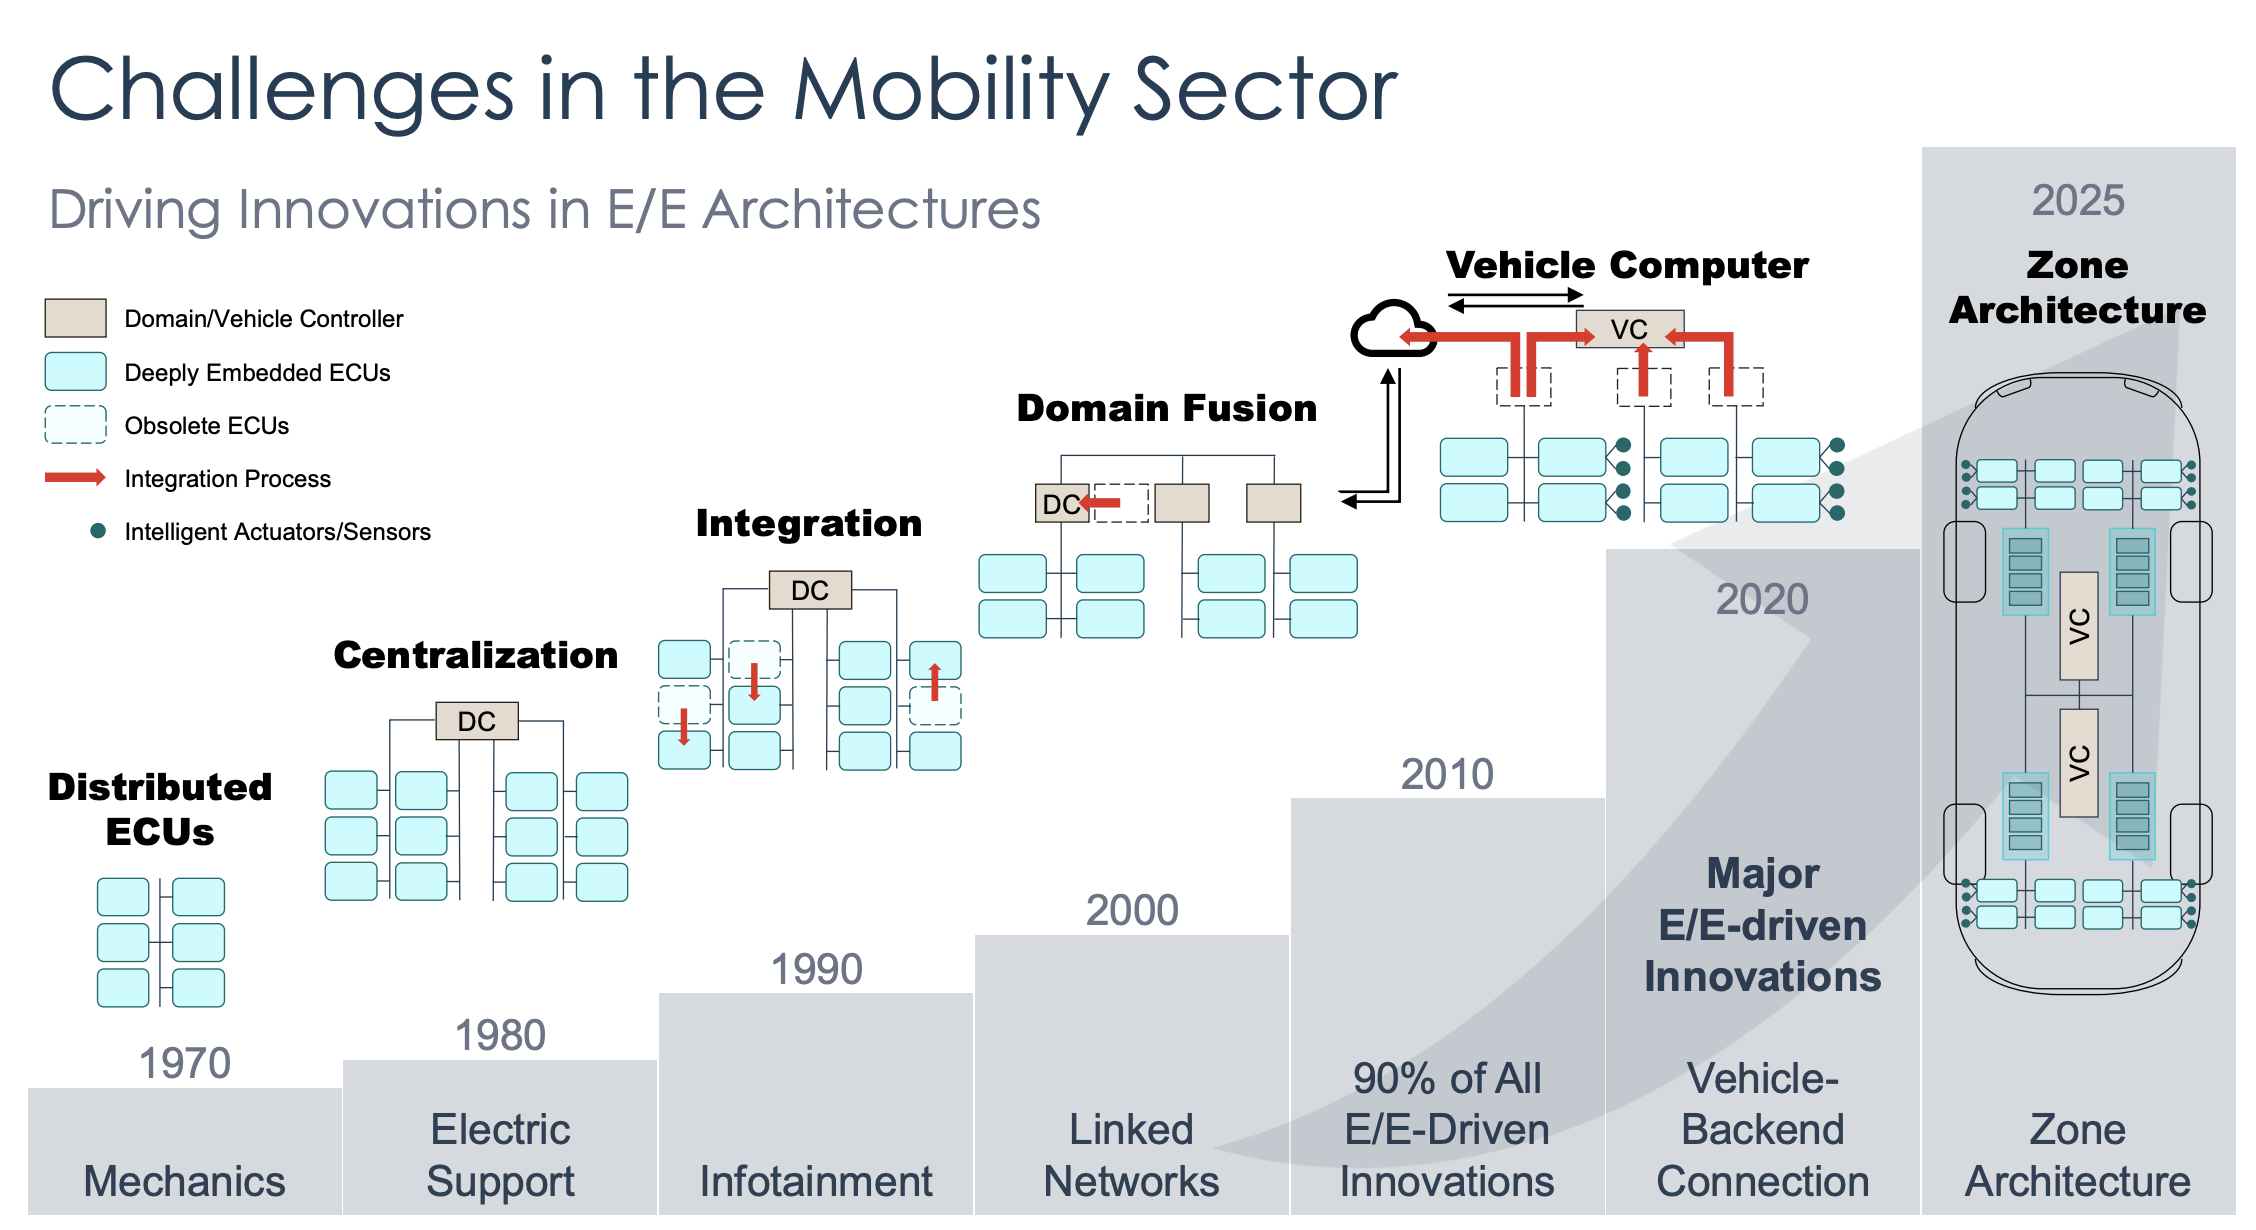 Challenges in the Mobility Sector
Driving Innovations in E/E Architectures
Domain/Vehicle Controller
Deeply Embedded ECUs
Obsolete ECUs
Integration Process
Intelligent Actuators/Sensors
Distributed
ECUs
1970
Mechanics
Centralization
DC
1980
Electric
Support
Integration
DC
1990
Infotainment
Domain Fusion
DC
2000
Linked
Networks
2010
90% of All
E/E-Driven
Innovations
Vehicle Computer
VC
2020
Major
E/E-driven
Innovations
Vehicle-
Backend
Connection
2025
Zone
Architecture
VC
VC
Zone
Architecture